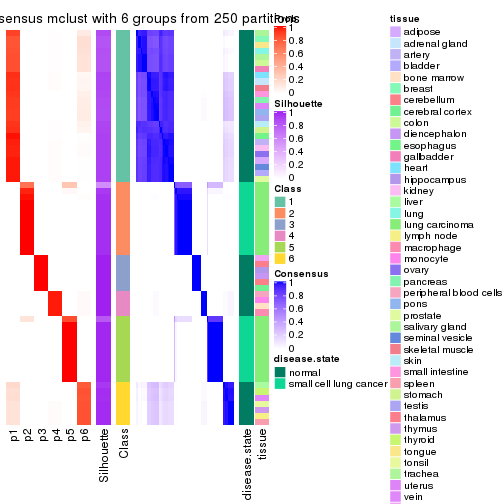 sensus mclust with 6 groups from 250 partitions
1
0.8
0.6
0.4
0.2
0
Silhouette
1
0.8
0.6
0.4
0.2
0
Class
1
2
3
4
5
6
Consensus
1
0.8
0.6
0.4
0.2
0
disease.state
normal
small cell lung cancer
tissue
adipose
adrenal gland
artery
bladder
bone marrow
breast
cerebellum
cerebral cortex
colon
diencephalon
esophagus
gallbadder
heart
hippocampus
kidney
liver
lung
lung carcinoma
lymph node
macrophage
monocyte
ovary
pancreas
peripheral blood cells
pons
prostate
salivary gland
seminal vesicle
skeletal muscle
skin
small intestine
spleen
stomach
testis
thalamus
thymus
thyroid
tongue
tonsil
trachea
uterus
vein
p1
p2
p3
p4
p5
p6
Silhouette
Class
disease.state
tissue